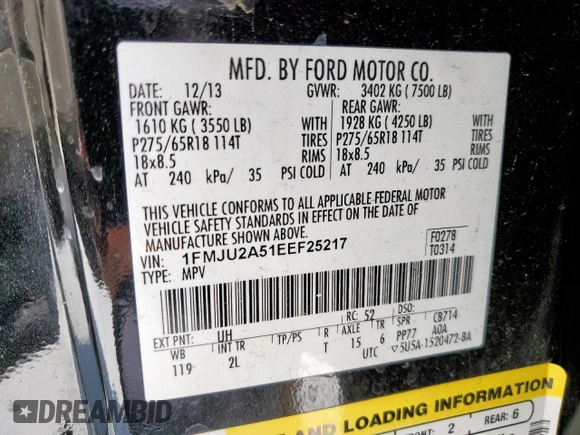 MFD. BY FORD MOTOR CO.
DATE: 12/13 GVWR: 3402 KG ( 7500 LB)
FRONT GAWR: REAR GAWR:
1610 KG ( 3550 LB) WITH 1928 KG ( 4250 LB) WITH
P275/65R18 114T TIRES P275/65R18 114T TIRES
18x8.5 RIMS 18x8.5 RIMS
AT 240 kPa/ 35 PSI COLD AT 240 kPa/ 35 PSI COLD
THIS VEHICLE CONFORMS TO ALL APPLICABLE FEDERAL MOTOR
VEHICLE SAFETY STANDARDS IN EFFECT ON THE DATE OF
MANUFACTURE SHOWN ABOVE.
VIN: 1FMJU2A51EEF25217 F0278
TYPE: MPV T0314
RC: 52 DSO:
EXT PNT: UH
WB INT TR TP/PS R AXLE TR SPR CB714
119 2L T 15 6 PP77 A0A
UTC ▽5U5A-1520472-BA
E AND LOADING INFORMATION
FRONT: 2 REAR: 6
DREAMBID